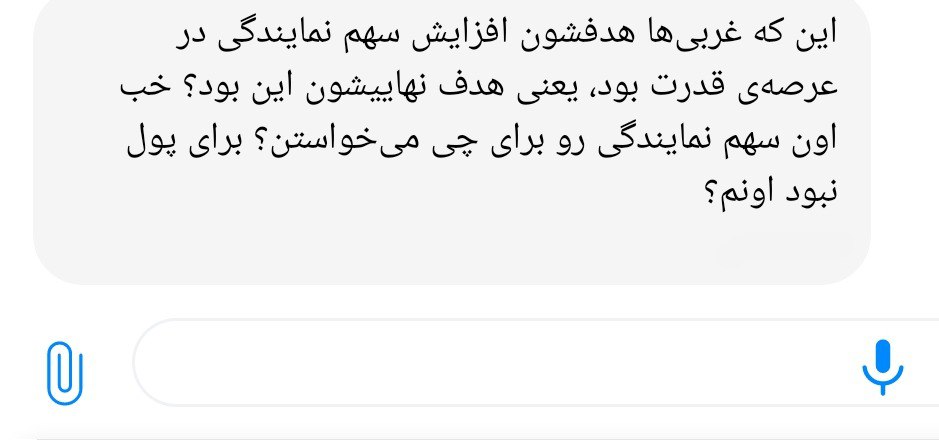 این که غربی‌ها هدفشون افزایش سهم نمایندگی در
عرصه‌ی قدرت بود، یعنی هدف نهاییشون این بود؟ خب
اون سهم نمایندگی رو برای چی می‌خواستن؟ برای پول
نبود اونم؟